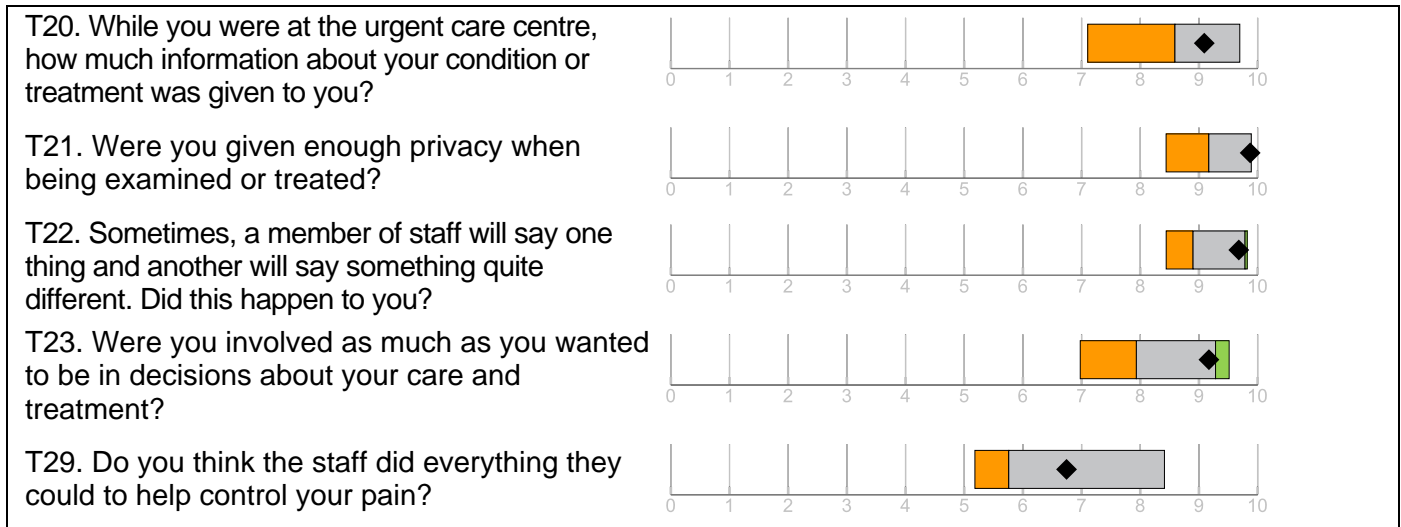 T20. While you were at the urgent care centre,
how much information about your condition or
treatment was given to you?
0 1 2 3 4 5 6 7 8 9 10
T21. Were you given enough privacy when
being examined or treated?
0 1 2 3 4 5 6 7 8 9 10
T22. Sometimes, a member of staff will say one
thing and another will say something quite
different. Did this happen to you?
0 1 2 3 4 5 6 7 8 9 10
T23. Were you involved as much as you wanted
to be in decisions about your care and
treatment?
0 1 2 3 4 5 6 7 8 9 10
T29. Do you think the staff did everything they
could to help control your pain?
0 1 2 3 4 5 6 7 8 9 10